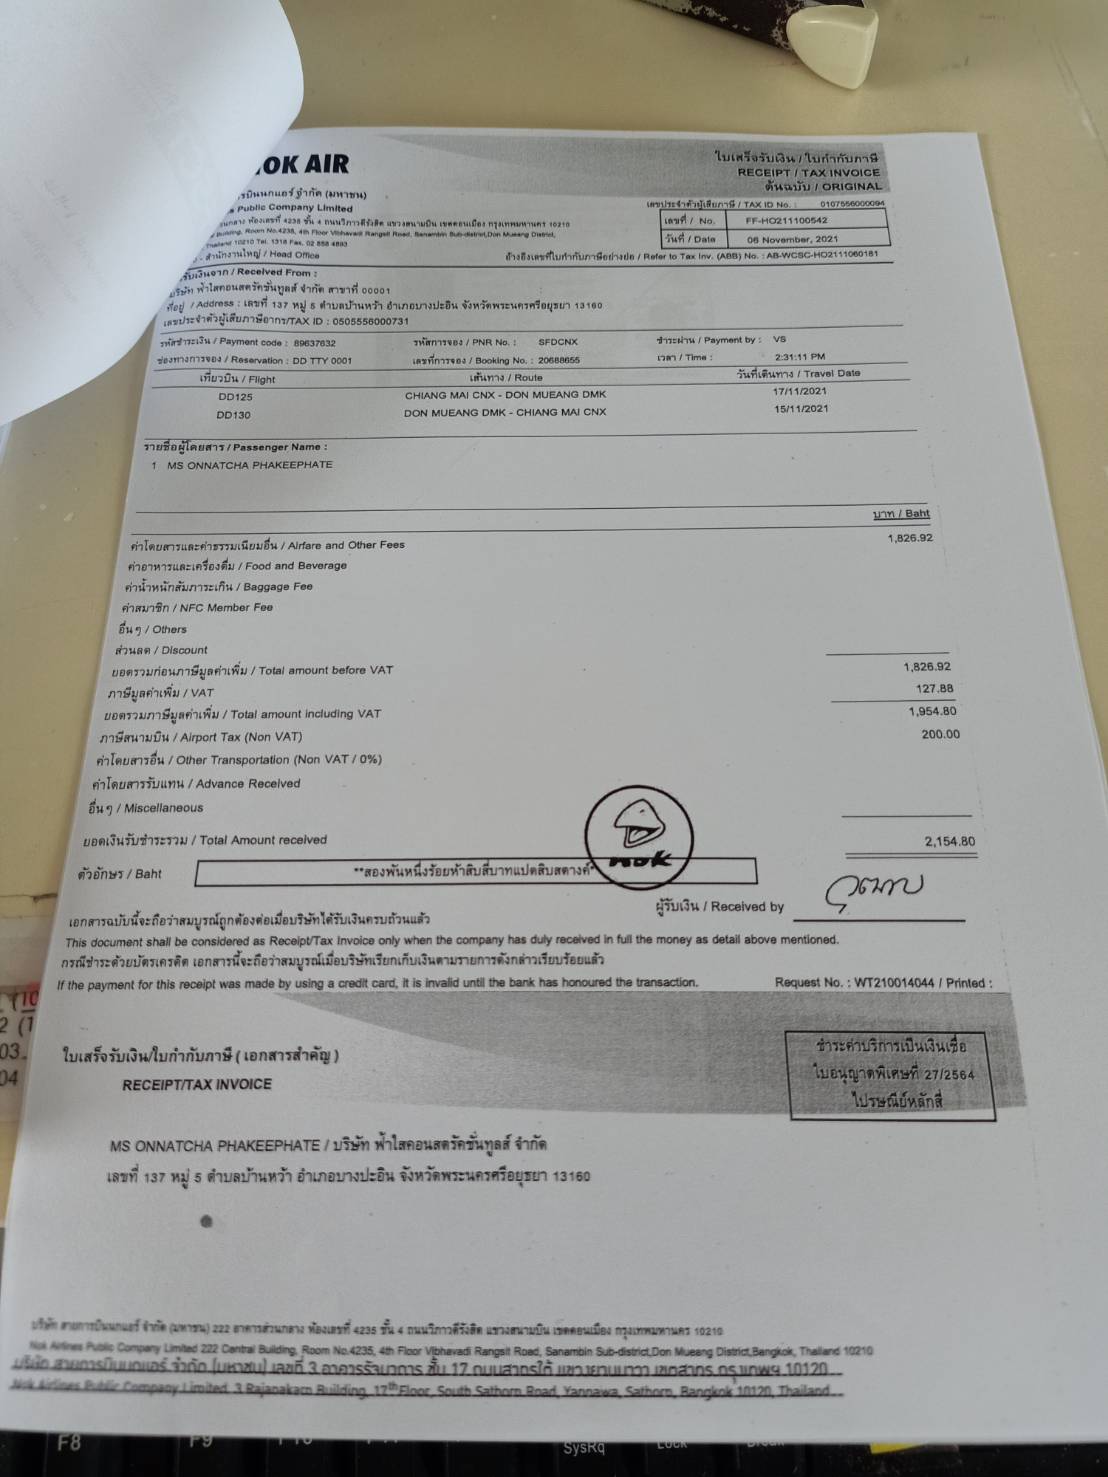 OK AIR
ใบเสร็จรับเงิน / ใบกำกับภาษี
RECEIPT / TAX INVOICE
ต้นฉบับ / ORIGINAL
รบินนกแอร์ จำกัด (มหาชน)
Public Company Limited
เลขประจำตัวผู้เสียภาษี / TAX ID No. : 0107556000094
นกลาง ห้องเลขที่ 4235 ชั้น 4 ถนนวิภาวดีรังสิต แขวงสนามบิน เขตดอนเมือง กรุงเทพมหานคร 10210
เลขที่ / No. FF-HO211100542
Building, Room No.4235, 4th Floor Vibhavadi Rangsit Road, Sanambin Sub-district,Don Mueang District,
Thailand 10210 Tel. 1318 Fax. 02 858 4893
วันที่ / Date 06 November, 2021
- สำนักงานใหญ่ / Head Office
อ้างอิงเลขที่ใบกำกับภาษีอย่างย่อ / Refer to Tax Inv. (ABB) No. : AB-WCSC-HO2111060181
รับเงินจาก / Received From :
บริษัท ฟ้าใสคอนสตรัคชั่นทูลส์ จำกัด สาขาที่ 00001
ที่อยู่ / Address : เลขที่ 137 หมู่ 5 ตำบลบ้านหว้า อำเภอบางปะอิน จังหวัดพระนครศรีอยุธยา 13160
เลขประจำตัวผู้เสียภาษีอากร/TAX ID : 0505556000731
รหัสชำระเงิน / Payment code : 89637632 รหัสการจอง / PNR No. : SFDCNX ชำระผ่าน / Payment by : VS
ช่องทางการจอง / Reservation : DD TTY 0001 เลขที่การจอง / Booking No. : 20688655 เวลา / Time : 2:31:11 PM
เที่ยวบิน / Flight เส้นทาง / Route วันที่เดินทาง / Travel Date
DD125 CHIANG MAI CNX - DON MUEANG DMK 17/11/2021
DD130 DON MUEANG DMK - CHIANG MAI CNX 15/11/2021
รายชื่อผู้โดยสาร / Passenger Name :
1 MS ONNATCHA PHAKEEPHATE
บาท / Baht
ค่าโดยสารและค่าธรรมเนียมอื่น / Airfare and Other Fees 1,826.92
ค่าอาหารและเครื่องดื่ม / Food and Beverage
ค่าน้ำหนักสัมภาระเกิน / Baggage Fee
ค่าสมาชิก / NFC Member Fee
อื่นๆ / Others
ส่วนลด / Discount
ยอดรวมก่อนภาษีมูลค่าเพิ่ม / Total amount before VAT 1,826.92
ภาษีมูลค่าเพิ่ม / VAT 127.88
ยอดรวมภาษีมูลค่าเพิ่ม / Total amount including VAT 1,954.80
ภาษีสนามบิน / Airport Tax (Non VAT) 200.00
ค่าโดยสารอื่น / Other Transportation (Non VAT / 0%)
ค่าโดยสารรับแทน / Advance Received
อื่นๆ / Miscellaneous
ยอดเงินรับชำระรวม / Total Amount received 2,154.80
nok
ตัวอักษร / Baht **สองพันหนึ่งร้อยห้าสิบสี่บาทแปดสิบสตางค์*
ผู้รับเงิน / Received by
เอกสารฉบับนี้จะถือว่าสมบูรณ์ถูกต้องต่อเมื่อบริษัทได้รับเงินครบถ้วนแล้ว
This document shall be considered as Receipt/Tax Invoice only when the company has duly received in full the money as detail above mentioned.
กรณีชำระด้วยบัตรเครดิต เอกสารนี้จะถือว่าสมบูรณ์เมื่อบริษัทเรียกเก็บเงินตามรายการดังกล่าวเรียบร้อยแล้ว
If the payment for this receipt was made by using a credit card, it is invalid until the bank has honoured the transaction.
Request No. : WT210014044 / Printed :
ใบเสร็จรับเงิน/ใบกำกับภาษี ( เอกสารสำคัญ )
RECEIPT/TAX INVOICE
ชำระค่าบริการเป็นเงินเชื่อ
ใบอนุญาตพิเศษที่ 27/2564
ไปรษณีย์หลักสี่
MS ONNATCHA PHAKEEPHATE / บริษัท ฟ้าใสคอนสตรัคชั่นทูลส์ จำกัด
เลขที่ 137 หมู่ 5 ตำบลบ้านหว้า อำเภอบางปะอิน จังหวัดพระนครศรีอยุธยา 13160
บริษัท สายการบินนกแอร์ จำกัด (มหาชน) 222 อาคารส่วนกลาง ห้องเลขที่ 4235 ชั้น 4 ถนนวิภาวดีรังสิต แขวงสนามบิน เขตดอนเมือง กรุงเทพมหานคร 10210
Nok Airlines Public Company Limited 222 Central Building, Room No.4235, 4th Floor Vibhavadi Rangsit Road, Sanambin Sub-district,Don Mueang District,Bangkok, Thailand 10210
บริษัท สายการบินนกแอร์ จำกัด (มหาชน) เลขที่ 3 อาคารรัจนาการ ชั้น 17 ถนนสาทรใต้ แขวงยานนาวา เขตสาทร กรุงเทพฯ 10120
Nok Airlines Public Company Limited. 3 Rajanakarn Building, 17th Floor, South Sathorn Road, Yannawa, Sathorn, Bangkok 10120, Thailand
F8 F9 SysRq Lock Break